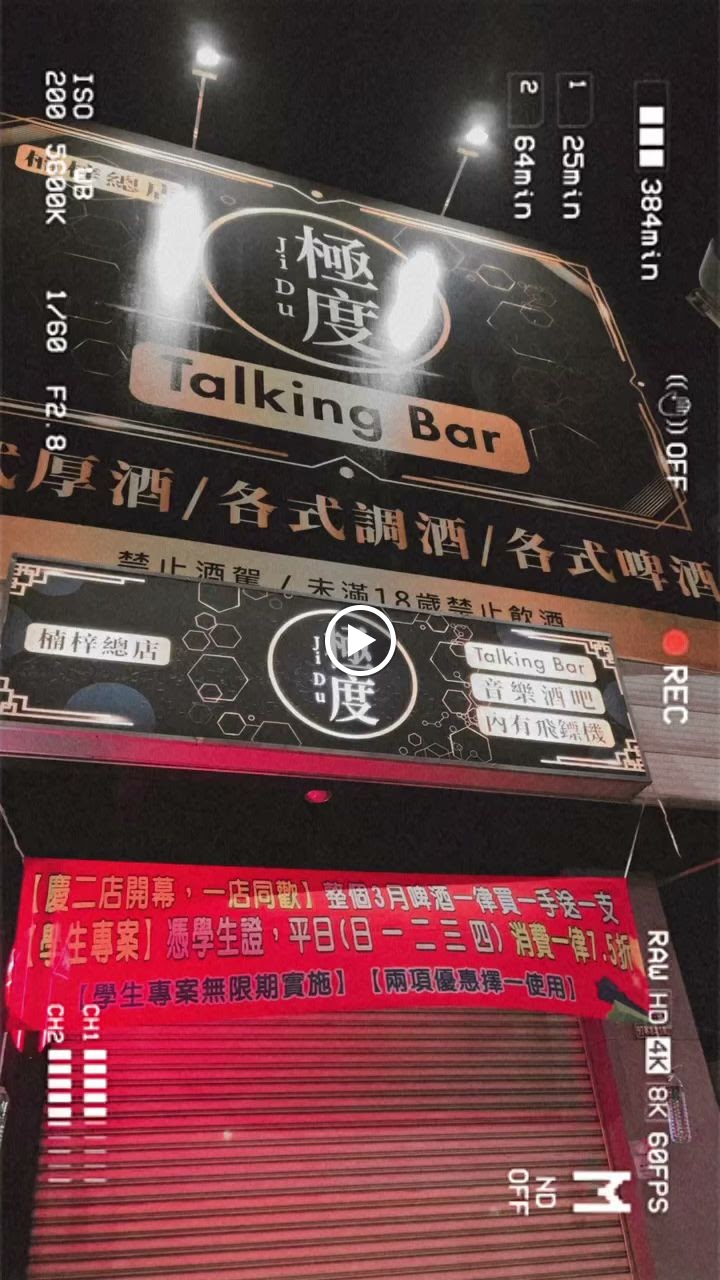 ISO WB
200 5600K
1/60 F2.8
1 25min
2 64min
384min
OFF
楠梓總店
極度
JiDu
Talking Bar
式厚酒/各式調酒/各式啤酒
禁止酒駕 / 未滿18歲禁止飲酒
楠梓總店
極度
JiDu
Talking Bar
音樂酒吧
內有飛鏢機
REC
【慶二店開幕，一店同歡】整個3月啤酒一律買一手送一支
【學生專案】憑學生證，平日(日一二三四)消費一律7.5折
【學生專案無限期實施】【兩項優惠擇一使用】
CH1
CH2
RAW HD 4K 8K 60FPS
ND
OFF
M